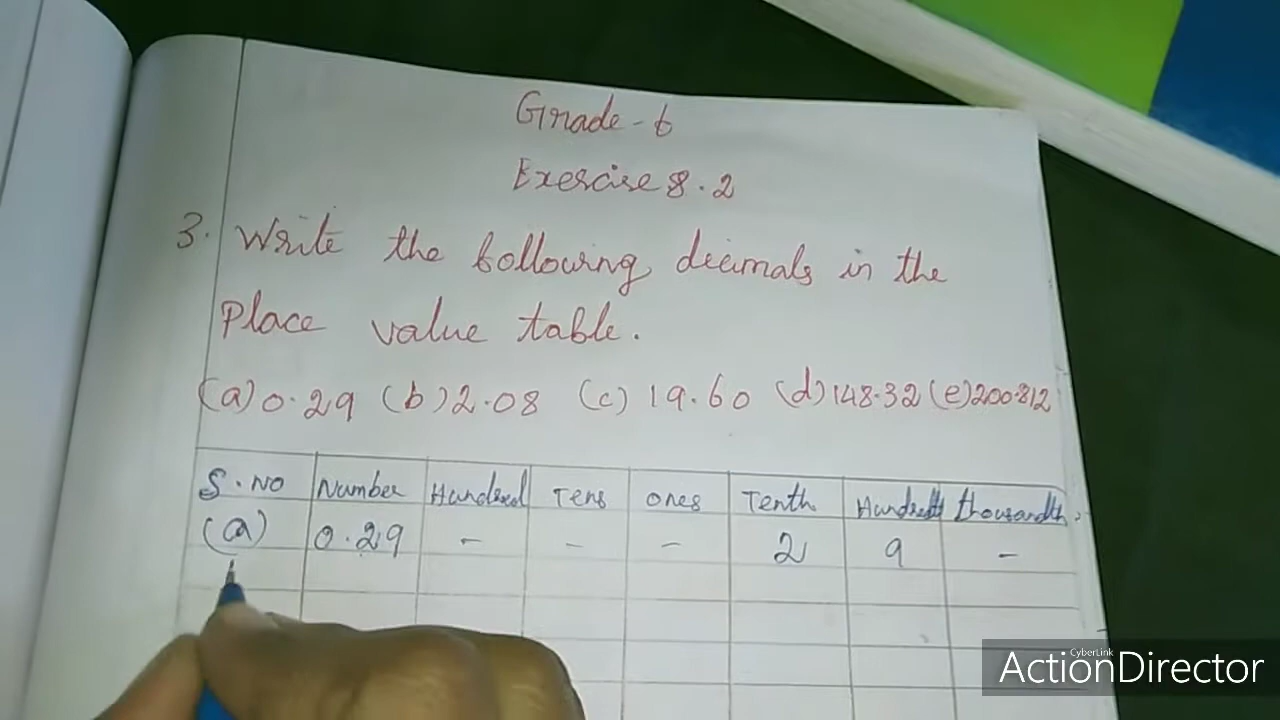 Grade-6
Exercise 8.2
3. Write the following decimals in the
Place value table.
(a) 0.29 (b) 2.08 (c) 19.60 (d) 148.32 (e) 200.812
S.NO Number Hundred Tens ones Tenth Hundredth thousandth.
(a) 0.29 - - - 2 9 -
CyberLink
ActionDirector